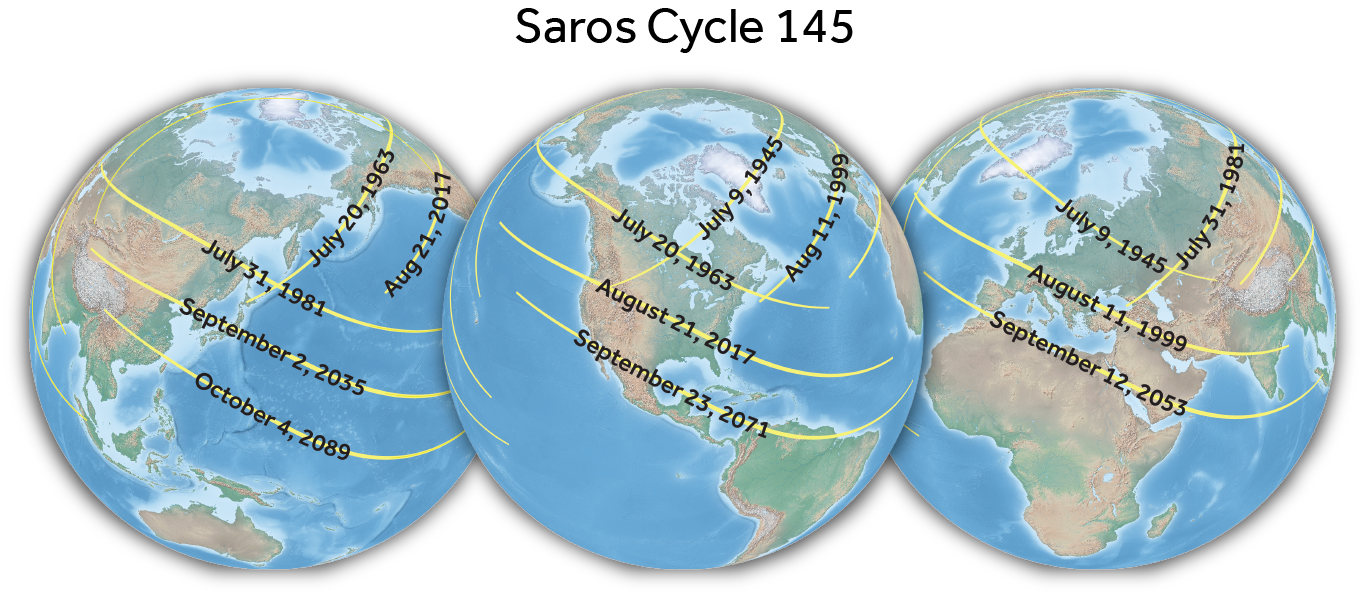 Saros Cycle 145
July 20, 1963
Aug 21, 2017
July 31, 1981
September 2, 2035
October 4, 2089
July 9, 1945
Aug 11, 1999
July 20, 1963
August 21, 2017
September 23, 2071
July 31, 1981
July 9, 1945
August 11, 1999
September 12, 2053